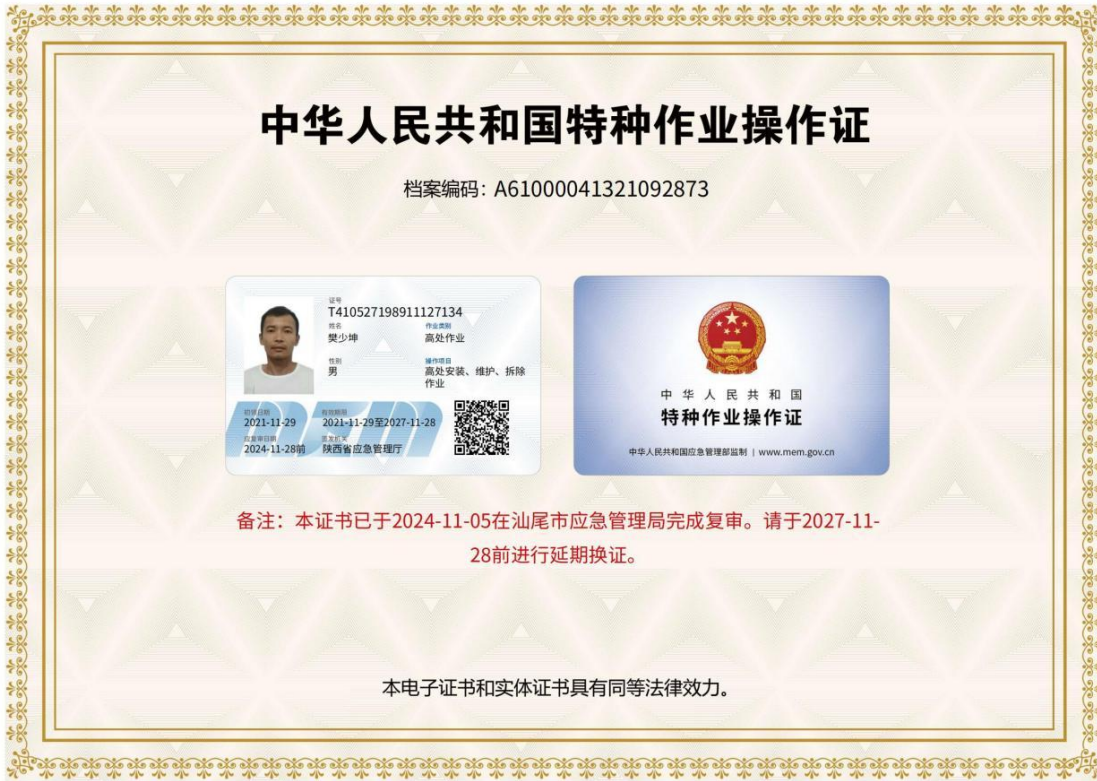 中华人民共和国特种作业操作证
档案编码：A61000041321092873
证号
T410527198911127134
姓名
樊少坤
作业类别
高处作业
性别
男
操作项目
高处安装、维护、拆除
作业
初领日期
2021-11-29
有效期限
2021-11-29至2027-11-28
应复审日期
2024-11-28前
签发机关
陕西省应急管理厅
MEM
中华人民共和国
特种作业操作证
中华人民共和国应急管理部监制 | www.mem.gov.cn
备注：本证书已于2024-11-05在汕尾市应急管理局完成复审。请于2027-11-
28前进行延期换证。
本电子证书和实体证书具有同等法律效力。